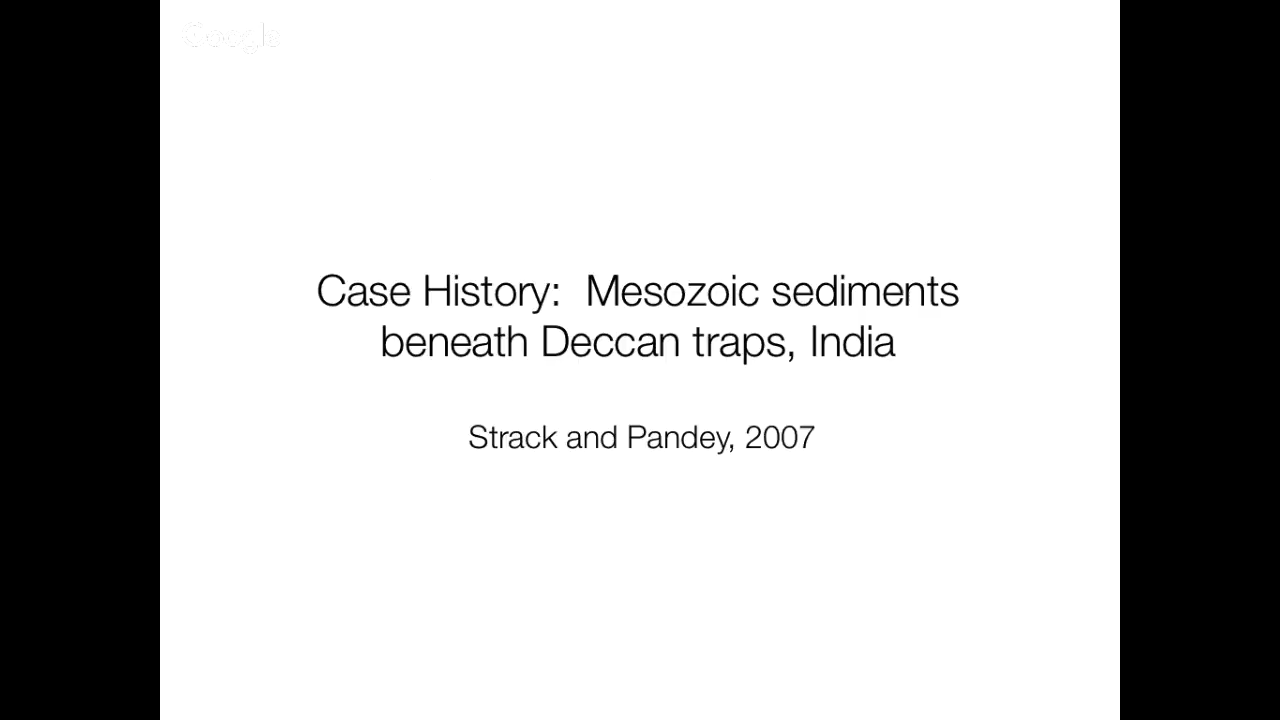 Google
Case History:  Mesozoic sediments
beneath Deccan traps, India
Strack and Pandey, 2007